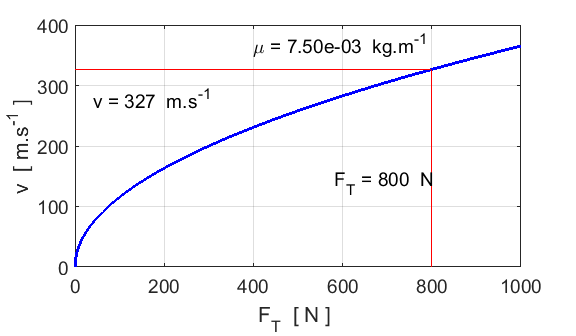 400
μ = 7.50e-03 kg.m⁻¹
300
v = 327 m.s⁻¹
v [ m.s⁻¹ ]
200
F_T = 800 N
100
0
0 200 400 600 800 1000
F_T [ N ]